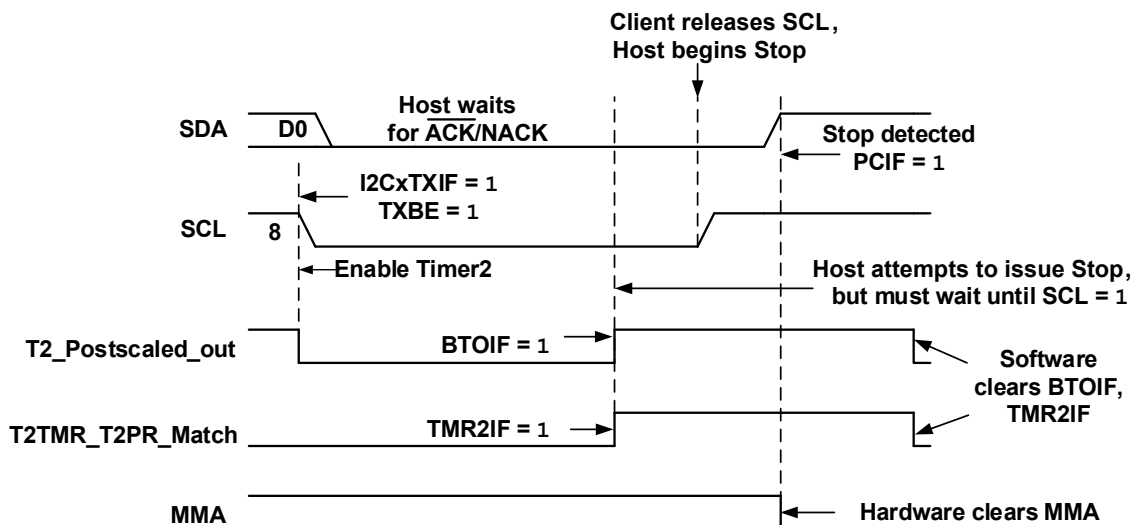 Client releases SCL,
Host begins Stop
SDA
D0
Host waits
for ACK/NACK
Stop detected
PCIF = 1
I2CxTXIF = 1
TXBE = 1
SCL
8
Enable Timer2
Host attempts to issue Stop,
but must wait until SCL = 1
T2_Postscaled_out
BTOIF = 1
Software
clears BTOIF,
TMR2IF
T2TMR_T2PR_Match
TMR2IF = 1
MMA
Hardware clears MMA